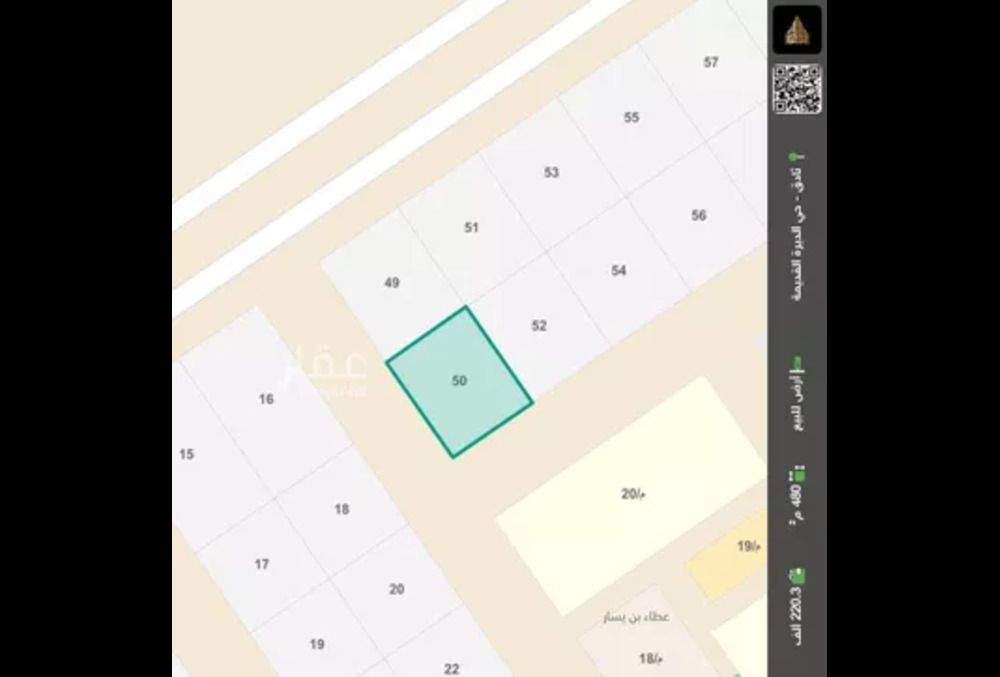 57
55
53
56
51
54
49
52
50
عقار
16
15
م/20
18
م/19
17
20
عطاء بن يسار
19
م/18
22
ثادق - حي الديرة القديمة
أرض للبيع
480 م²
220.3 ألف